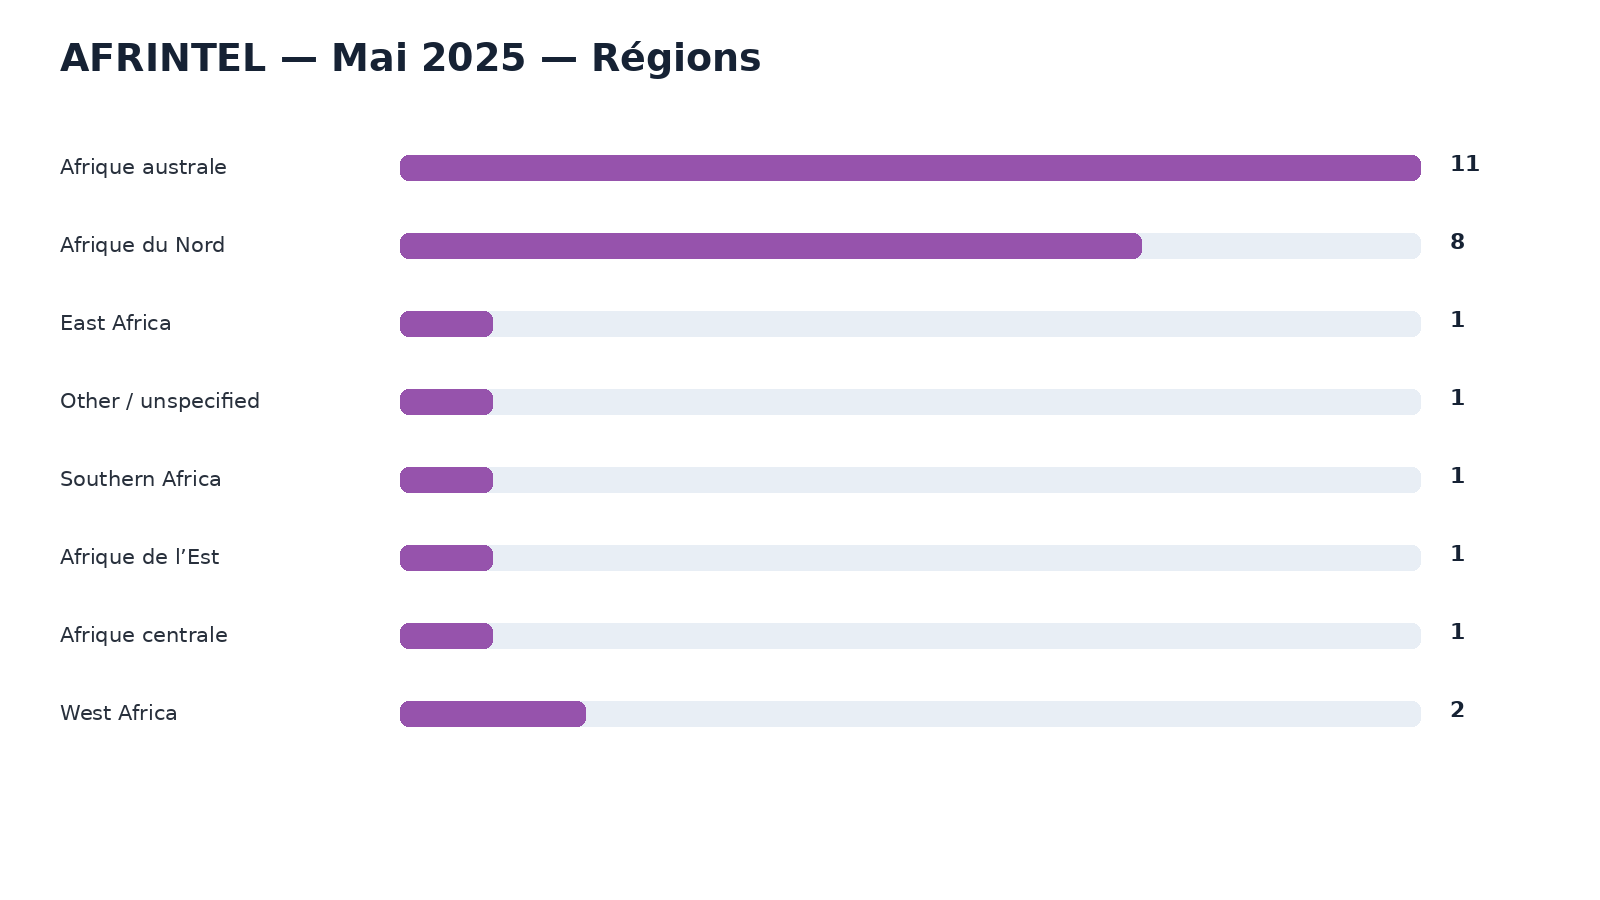 AFRINTEL — Mai 2025 — Régions
Afrique australe 11
Afrique du Nord 8
East Africa 1
Other / unspecified 1
Southern Africa 1
Afrique de l’Est 1
Afrique centrale 1
West Africa 2